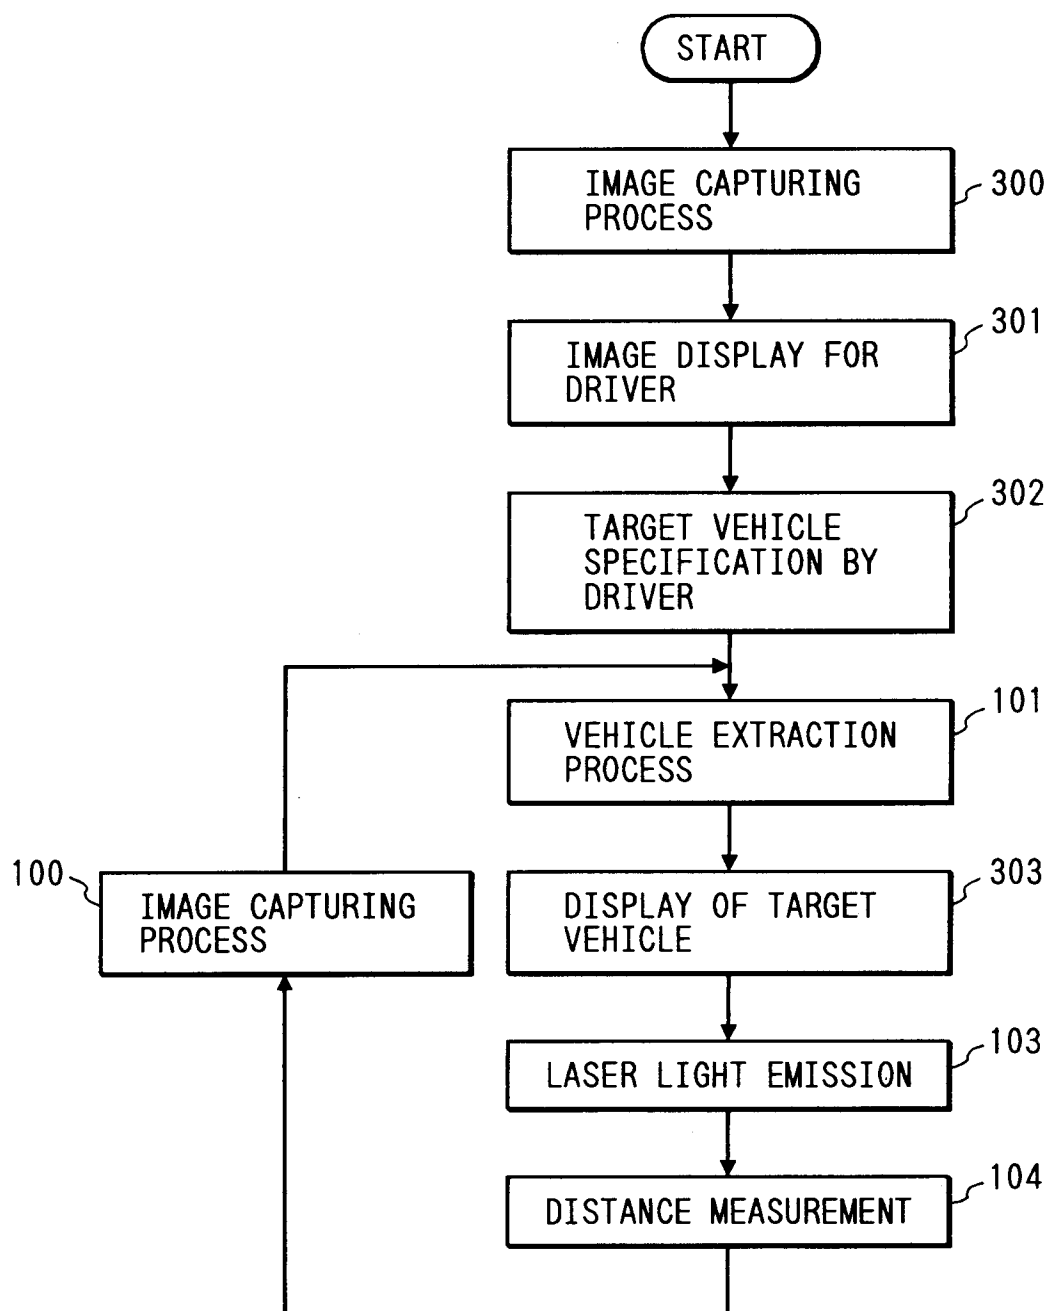 START
IMAGE CAPTURING
PROCESS
300
IMAGE DISPLAY FOR
DRIVER
301
TARGET VEHICLE
SPECIFICATION BY
DRIVER
302
VEHICLE EXTRACTION
PROCESS
101
100
IMAGE CAPTURING
PROCESS
DISPLAY OF TARGET
VEHICLE
303
LASER LIGHT EMISSION
103
DISTANCE MEASUREMENT
104